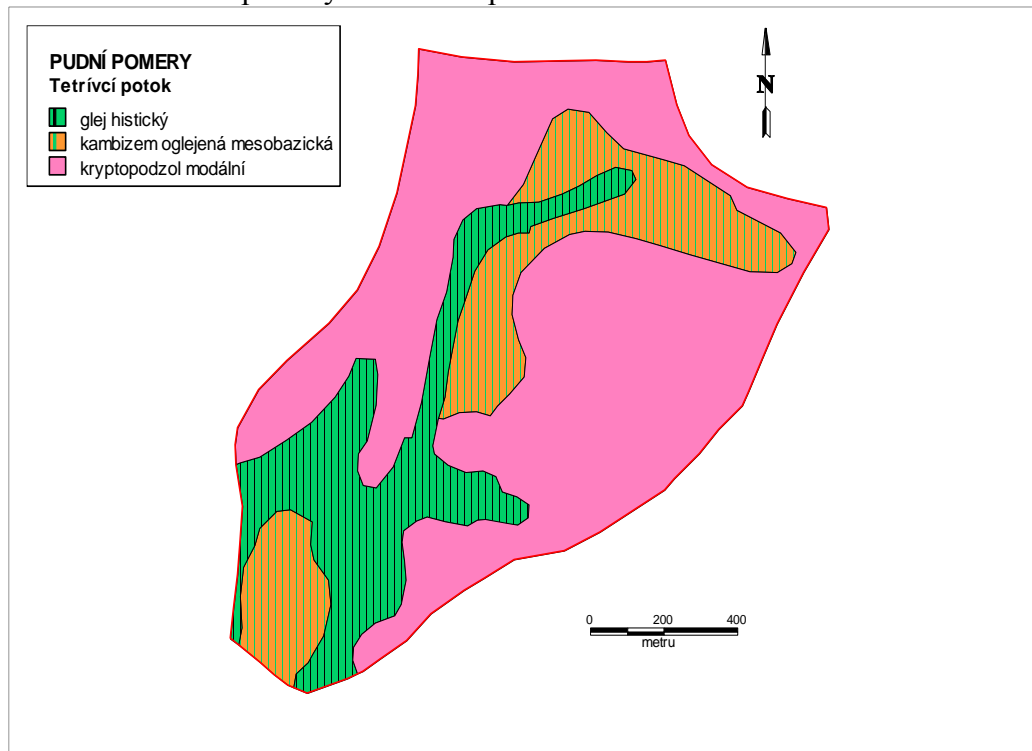 PUDNÍ POMERY
Tetrívcí potok
glej histický
kambizem oglejená mesobazická
kryptopodzol modální
N
0 200 400
metru